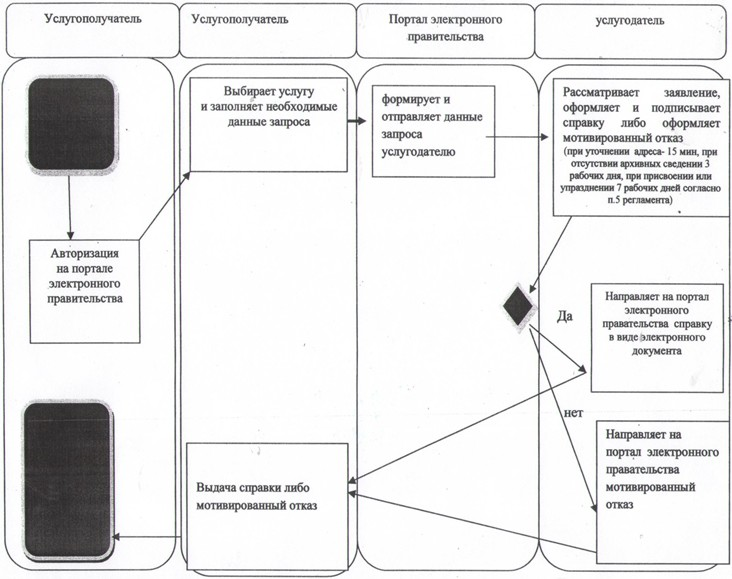 Услугополучатель
Услугополучатель
Портал электронного
правительства
услугодатель
Выбирает услугу
и заполняет необходимые
данные запроса
формирует и
отправляет данные
запроса
услугодателю
Рассматривает заявление,
оформляет и подписывает
справку либо оформляет
мотивированный отказ
(при уточнении адреса- 15 мин, при
отсутствии архивных сведении 3
рабочих дня, при присвоении или
упразднении 7 рабочих дней согласно
п.5 регламента)
Авторизация
на портале
электронного
правительства
Да
Направляет на портал
электронного
правательства справку
в виде электронного
документа
нет
Направляет на
портал электронного
правательства
мотивированный
отказ
Выдача справки либо
мотивированный отказ